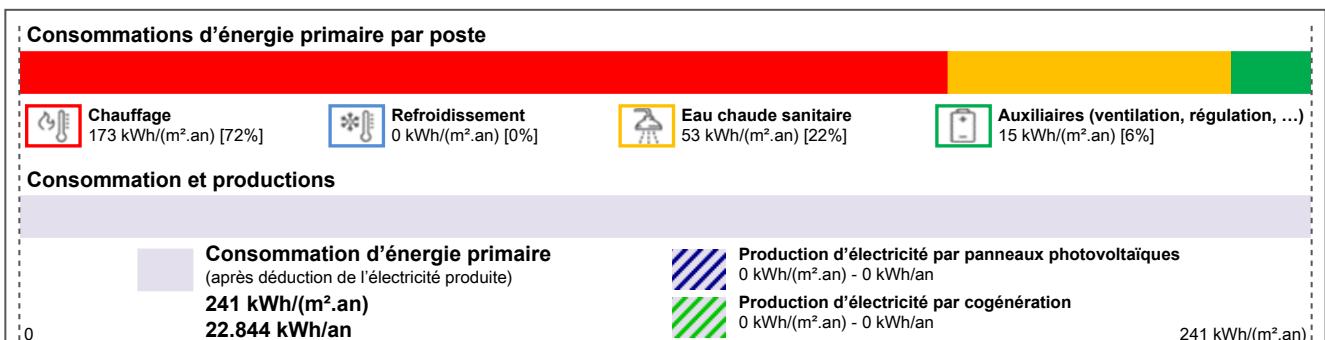 Consommations d'énergie primaire par poste
Chauffage
173 kWh/(m².an) [72%]
Refroidissement
0 kWh/(m².an) [0%]
Eau chaude sanitaire
53 kWh/(m².an) [22%]
Auxiliaires (ventilation, régulation, …)
15 kWh/(m².an) [6%]
Consommation et productions
Consommation d'énergie primaire
(après déduction de l'électricité produite)
241 kWh/(m².an)
22.844 kWh/an
Production d'électricité par panneaux photovoltaïques
0 kWh/(m².an) - 0 kWh/an
Production d'électricité par cogénération
0 kWh/(m².an) - 0 kWh/an
0
241 kWh/(m².an)